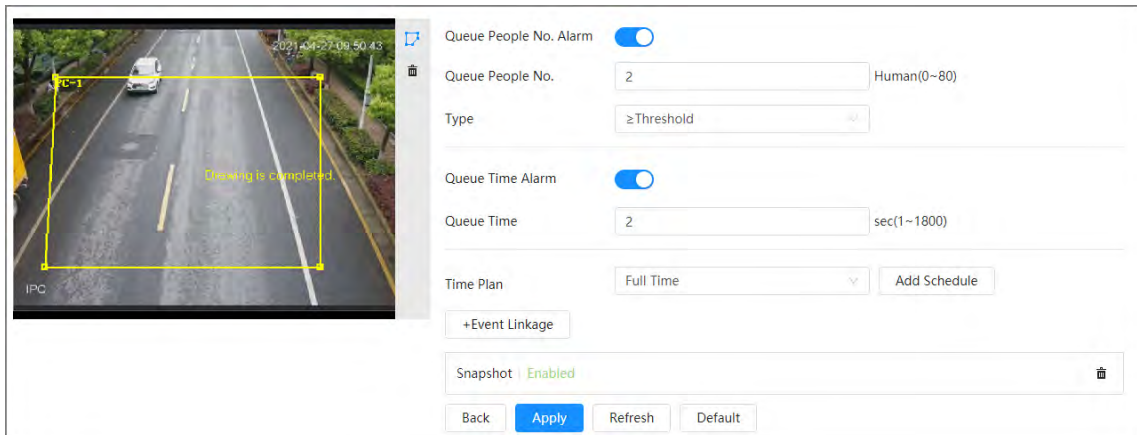 2021-04-27 09:50:43
PC-1
Drawing is completed.
IPC
Queue People No. Alarm
Queue People No.
2
Human(0~80)
Type
≥Threshold
Queue Time Alarm
Queue Time
2
sec(1~1800)
Time Plan
Full Time
Add Schedule
+Event Linkage
Snapshot | Enabled
Back
Apply
Refresh
Default